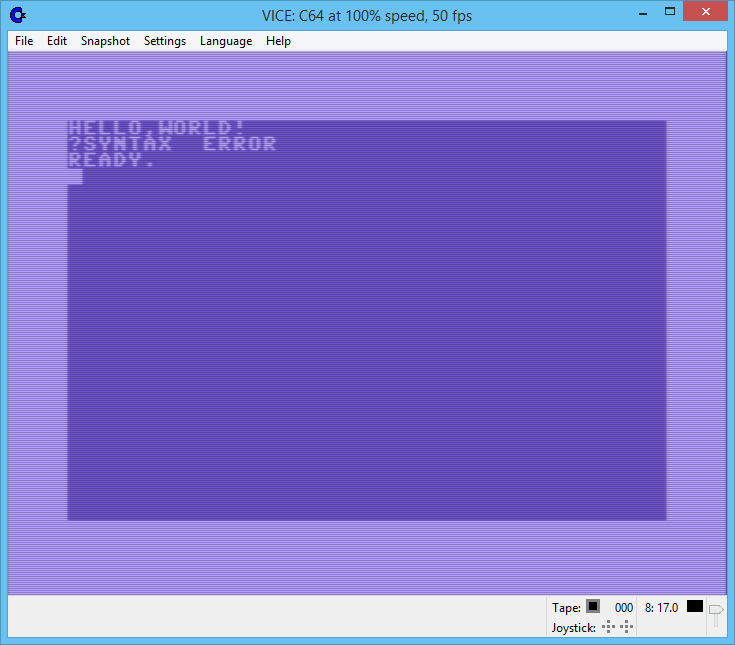 VICE: C64 at 100% speed, 50 fps
File Edit Snapshot Settings Language Help
HELLO,WORLD!
?SYNTAX  ERROR
READY.
Tape: 000 8: 17.0
Joystick: